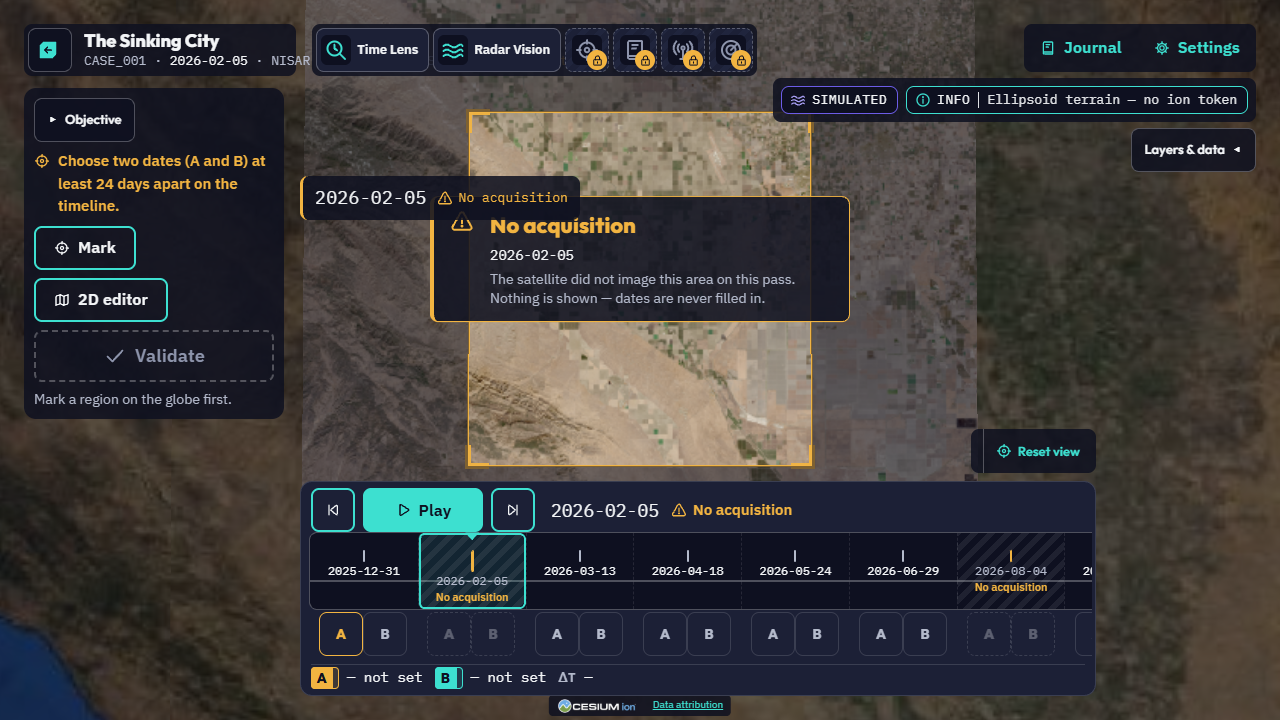 The Sinking City
CASE_001 · 2026-02-05 · NISAR
Time Lens
Radar Vision
Journal
Settings
SIMULATED
INFO | Ellipsoid terrain — no ion token
Layers & data
Objective
Choose two dates (A and B) at
least 24 days apart on the
timeline.
Mark
2D editor
Validate
Mark a region on the globe first.
2026-02-05 No acquisition
No acquisition
2026-02-05
The satellite did not image this area on this pass.
Nothing is shown — dates are never filled in.
Reset view
Play
2026-02-05 No acquisition
2025-12-31
2026-02-05
No acquisition
2026-03-13
2026-04-18
2026-05-24
2026-06-29
2026-08-04
No acquisition
A B A B A B A B A B A B A B
A — not set B — not set ΔT —
CESIUM ion
Data attribution